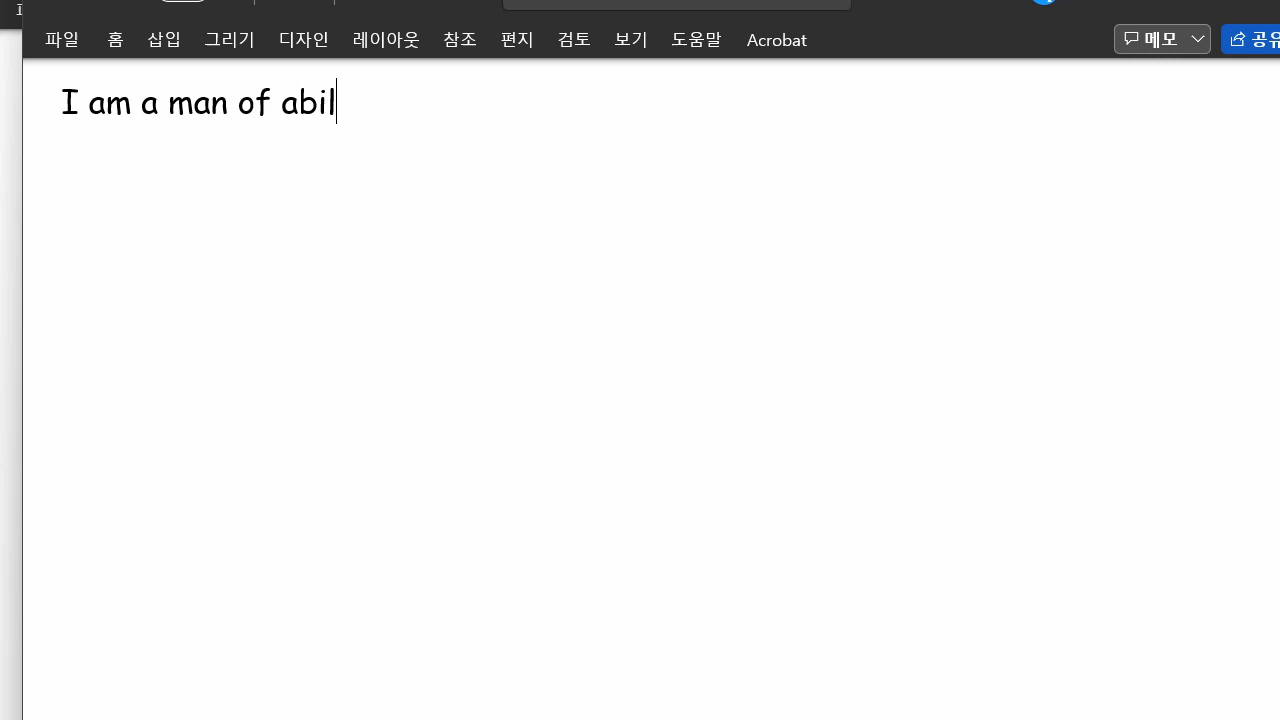 파일 홈 삽입 그리기 디자인 레이아웃 참조 편지 검토 보기 도움말 Acrobat 메모
I am a man of abil